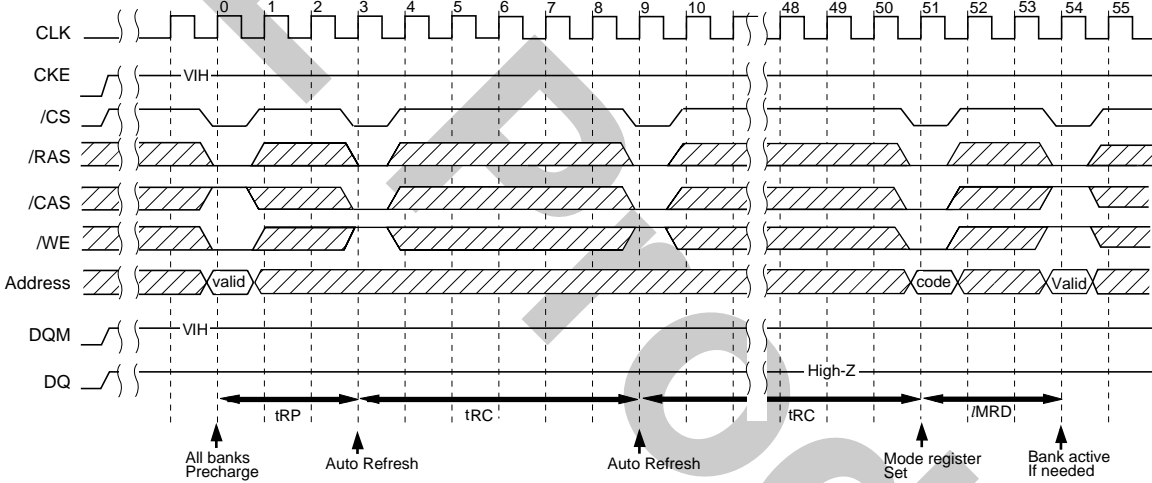 0 1 2 3 4 5 6 7 8 9 10 48 49 50 51 52 53 54 55
CLK
CKE VIH
/CS
/RAS
/CAS
/WE
Address valid code Valid
DQM VIH
DQ High-Z
tRP tRC tRC lMRD
All banks
Precharge
Auto Refresh
Auto Refresh
Mode register
Set
Bank active
If needed
Pro